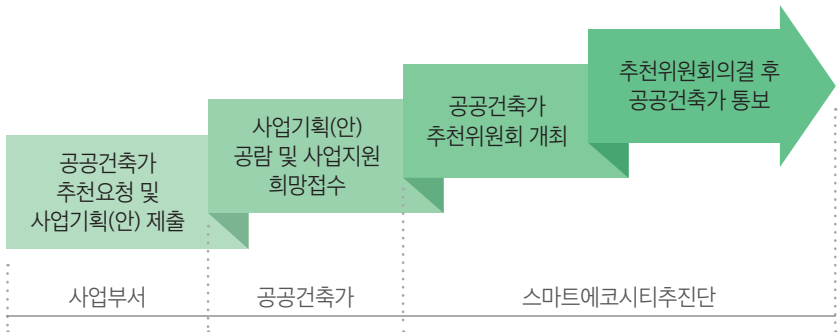 공공건축가
추천요청 및
사업기획(안) 제출
사업기획(안)
공람 및 사업지원
희망접수
공공건축가
추천위원회 개최
추천위원회의결 후
공공건축가 통보
사업부서
공공건축가
스마트에코시티추진단